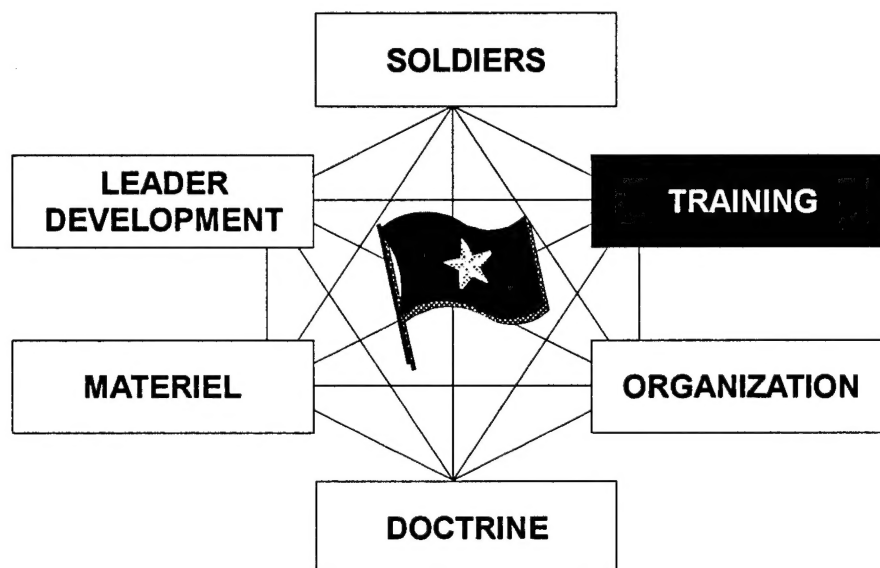 SOLDIERS
LEADER
DEVELOPMENT
TRAINING
MATERIEL
ORGANIZATION
DOCTRINE